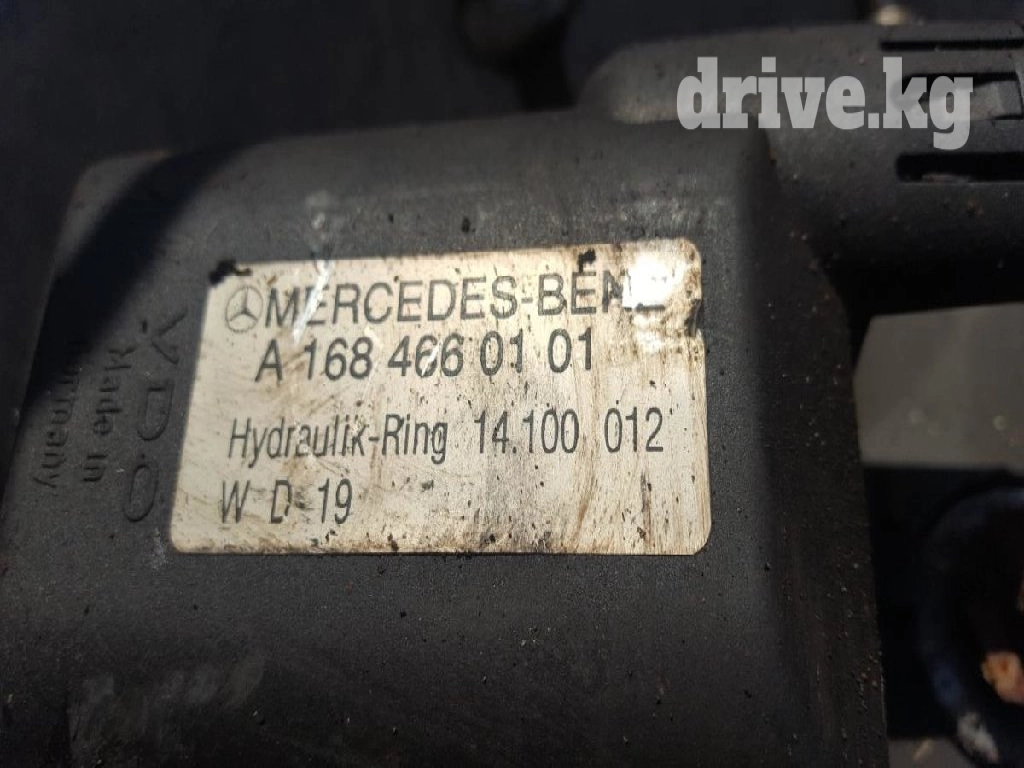 drive.kg
MERCEDES-BENZ
A 168 466 01 01
Hydraulik-Ring 14.100 012
W D 19
VDO
Made in
Germany